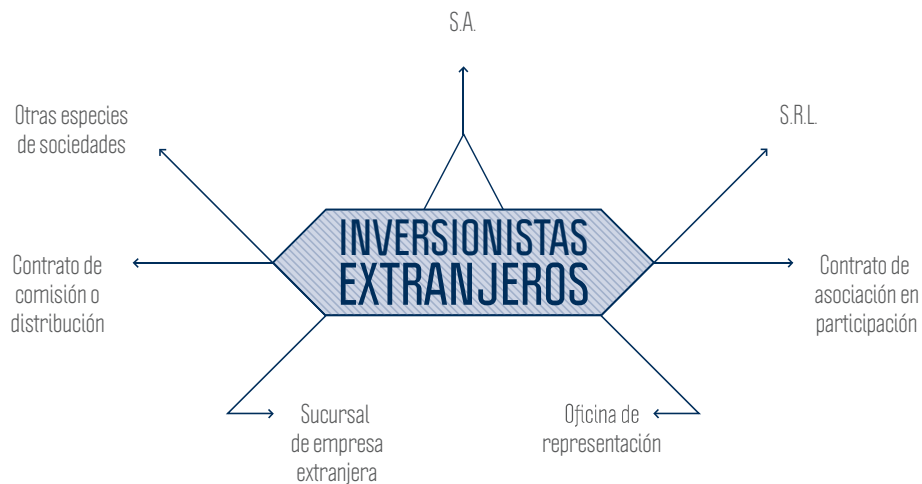 S.A.
Otras especies
de sociedades
S.R.L.
INVERSIONISTAS
EXTRANJEROS
Contrato de
comisión o
distribución
Contrato de
asociación en
participación
Sucursal
de empresa
extranjera
Oficina de
representación